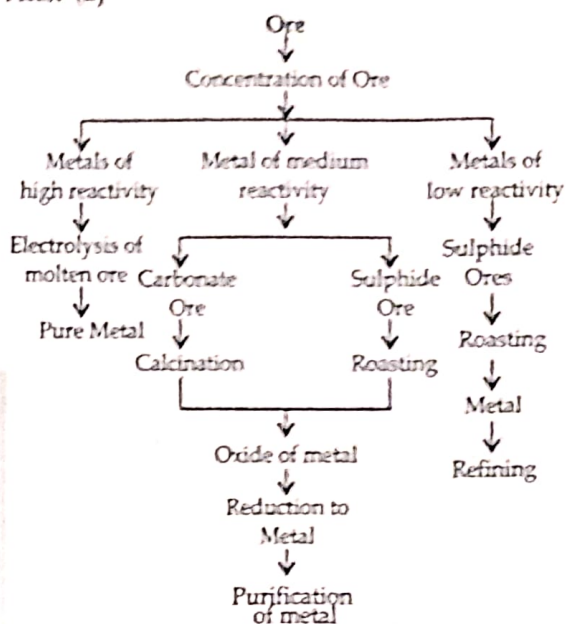 Ore
Concentration of Ore
Metals of
high reactivity
Metal of medium
reactivity
Metals of
low reactivity
Electrolysis of
molten ore
Pure Metal
Carbonate
Ore
Calcination
Sulphide
Ore
Roasting
Sulphide
Ores
Roasting
Metal
Refining
Oxide of metal
Reduction to
Metal
Purification
of metal